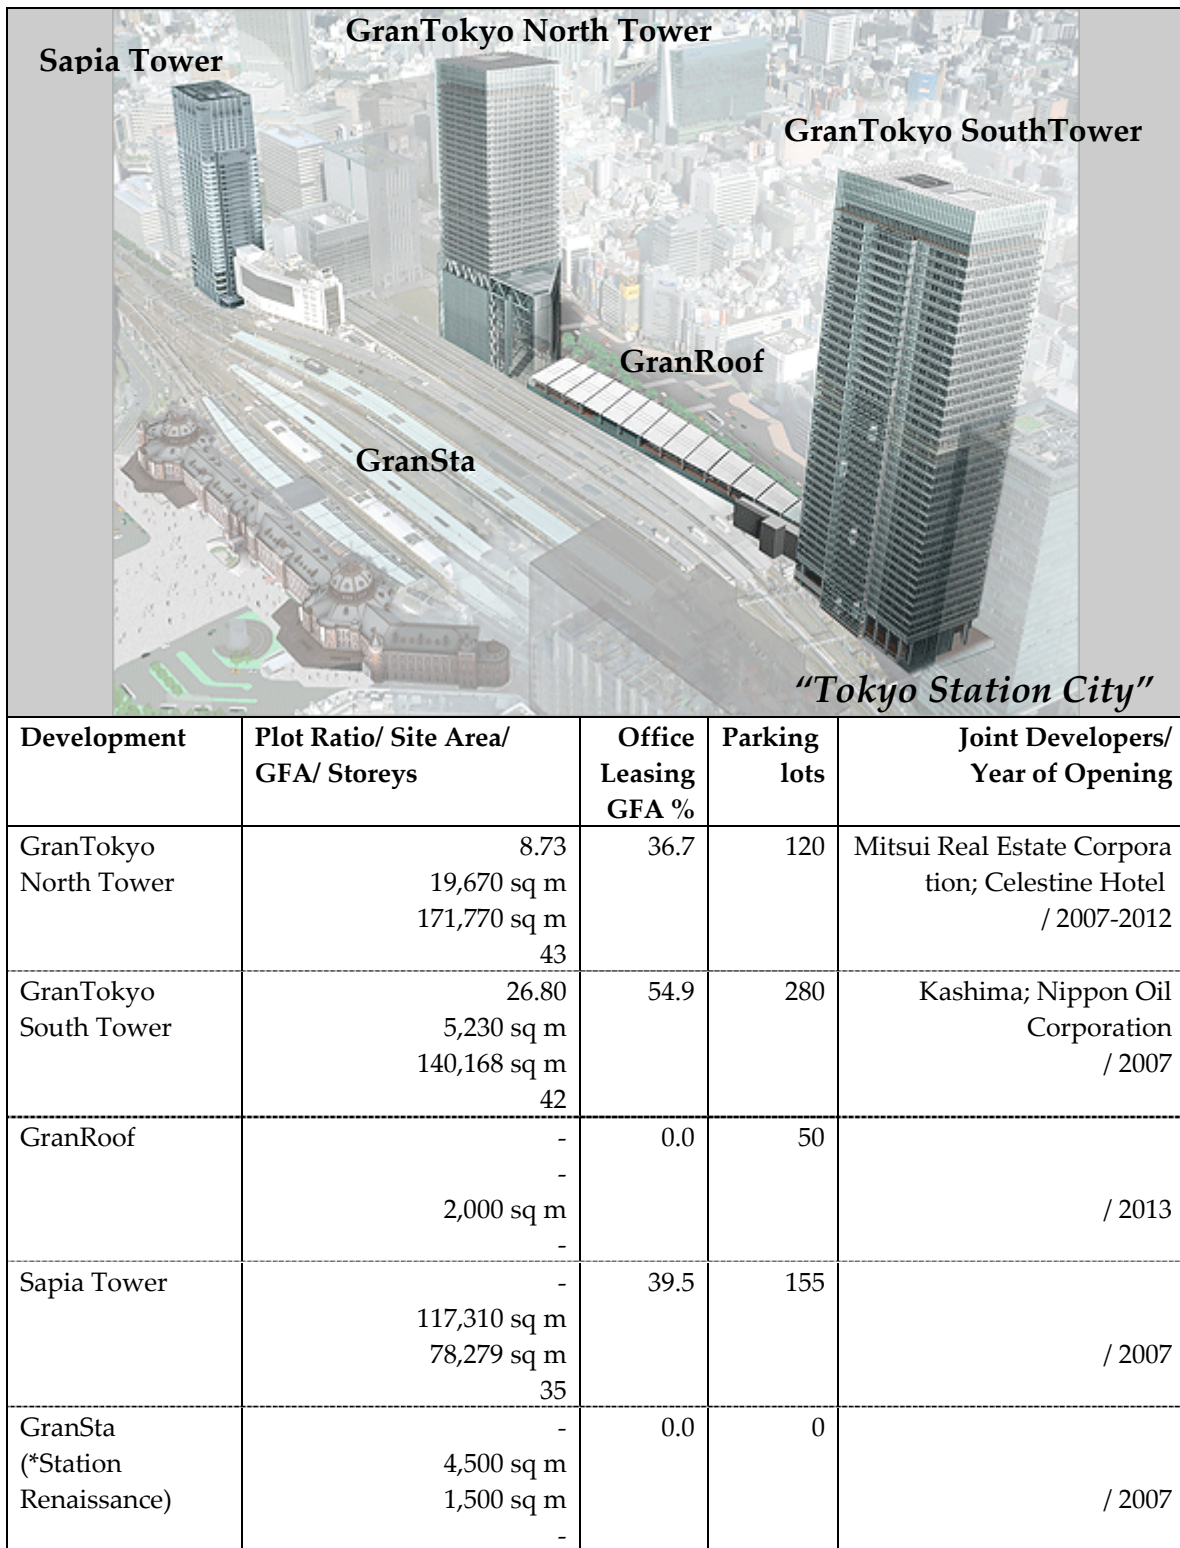 GranTokyo North Tower
Sapia Tower
GranTokyo SouthTower
GranRoof
GranSta
“Tokyo Station City”
Development
Plot Ratio/ Site Area/
GFA/ Storeys
Office
Leasing
GFA %
Parking
lots
Joint Developers/
Year of Opening
GranTokyo
North Tower
8.73
19,670 sq m
171,770 sq m
43
36.7
120
Mitsui Real Estate Corpora
tion; Celestine Hotel
/ 2007-2012
GranTokyo
South Tower
26.80
5,230 sq m
140,168 sq m
42
54.9
280
Kashima; Nippon Oil
Corporation
/ 2007
GranRoof
-
-
2,000 sq m
-
0.0
50
/ 2013
Sapia Tower
-
117,310 sq m
78,279 sq m
35
39.5
155
/ 2007
GranSta
(*Station
Renaissance)
-
4,500 sq m
1,500 sq m
-
0.0
0
/ 2007